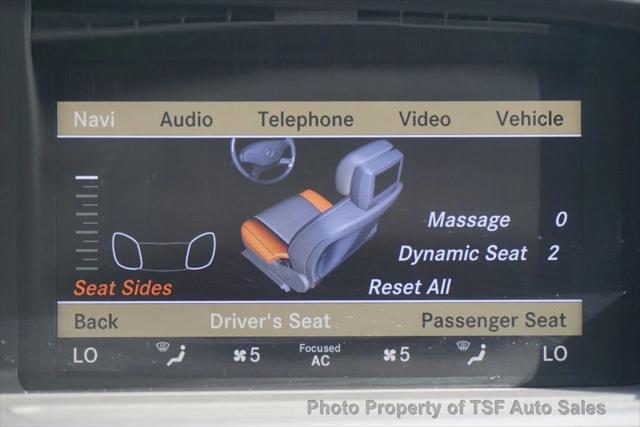 Navi Audio Telephone Video Vehicle
Massage 0
Dynamic Seat 2
Seat Sides Reset All
Back Driver's Seat Passenger Seat
LO 5 Focused AC 5 LO
Photo Property of TSF Auto Sales